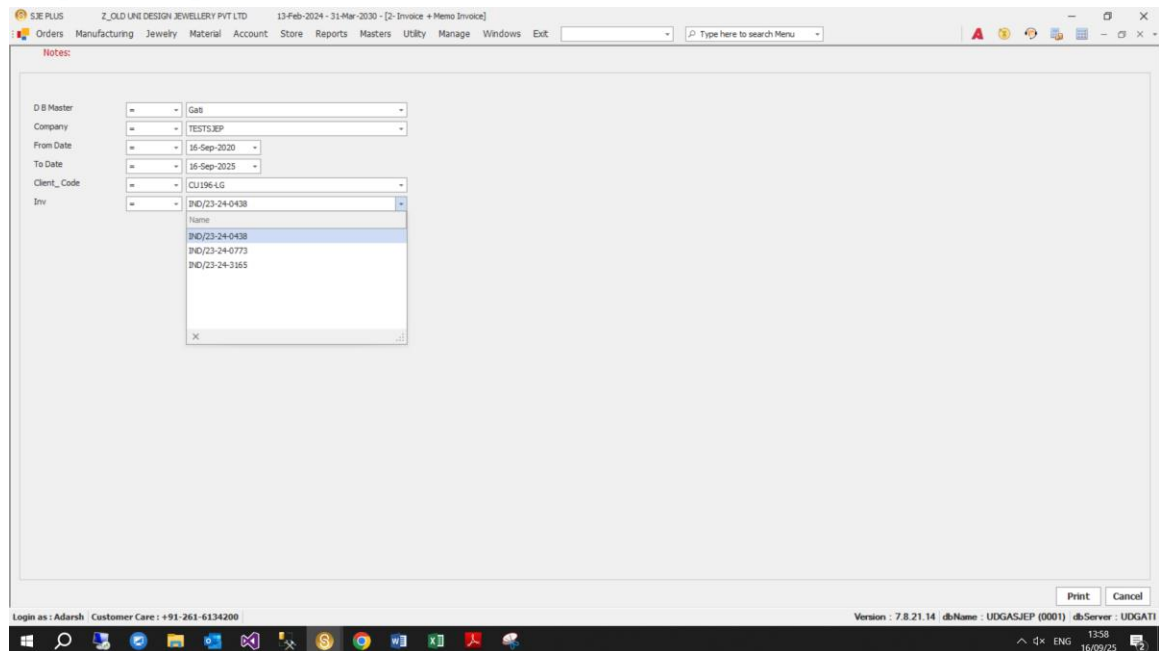 SJE PLUS Z_OLD UNI DESIGN JEWELLERY PVT LTD 13-Feb-2024 - 31-Mar-2030 - [2- Invoice + Memo Invoice]
Orders Manufacturing Jewelry Material Account Store Reports Masters Utility Manage Windows Exit Type here to search Menu
Notes:
D B Master = Gati
Company = TESTSJEP
From Date = 16-Sep-2020
To Date = 16-Sep-2025
Client_ Code = CU196-LG
Inv = IND/23-24-0438
Name
IND/23-24-0438
IND/23-24-0773
IND/23-24-3165
Print Cancel
Login as : Adarsh Customer Care : +91-261-6134200 Version : 7.8.21.14 dbName : UDGASJEP (0001) dbServer : UDGATI
ENG 13:58
16/09/25